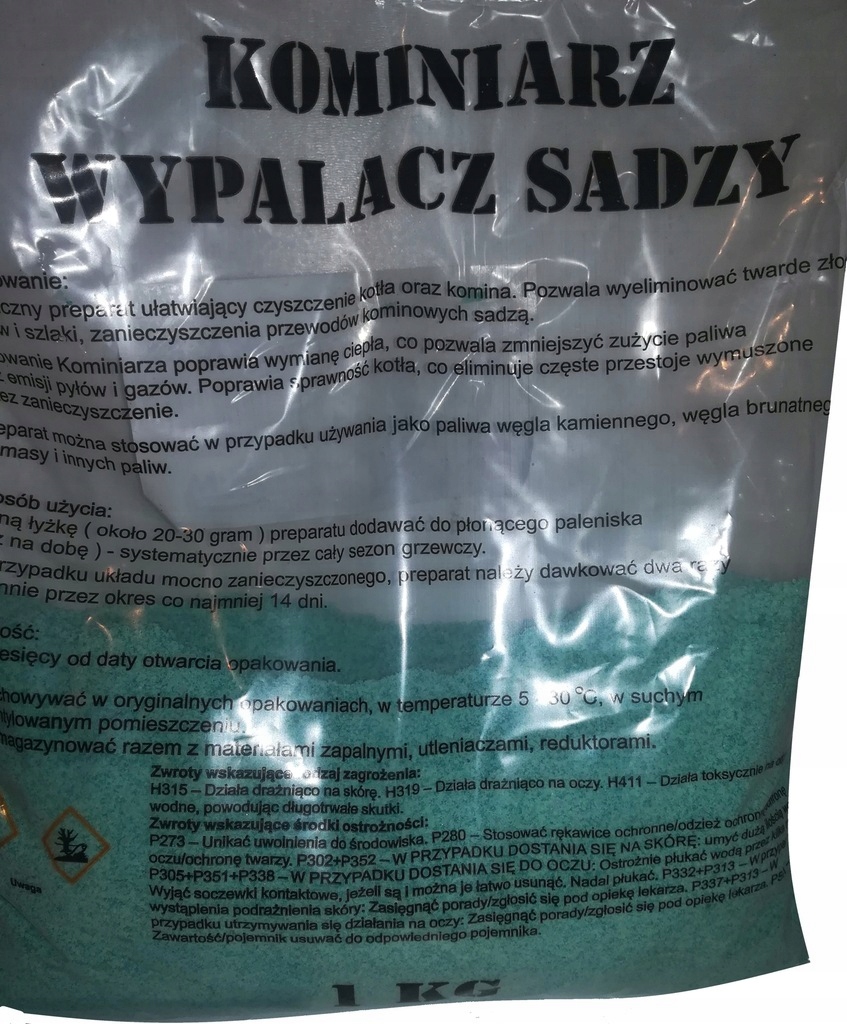 KOMINIARZ
WYPALACZ SADZY
owanie:
czny preparat ułatwiający czyszczenie kotła oraz komina. Pozwala wyeliminować twarde zło
w i szlaki, zanieczyszczenia przewodów kominowych sadzą.
owanie Kominiarza poprawia wymianę ciepła, co pozwala zmniejszyć zużycie paliwa
emisji pyłów i gazów. Poprawia sprawność kotła, co eliminuje częste przestoje wymuszone
ez zanieczyszczenie.
eparat można stosować w przypadku używania jako paliwa węgla kamiennego, węgla brunatneg
masy i innych paliw.
osób użycia:
ną łyżkę ( około 20-30 gram ) preparatu dodawać do płonącego paleniska
z na dobę ) - systematycznie przez cały sezon grzewczy.
rzypadku układu mocno zanieczyszczonego, preparat należy dawkować dwa razy
nnie przez okres co najmniej 14 dni.
ość:
esięcy od daty otwarcia opakowania.
howywać w oryginalnych opakowaniach, w temperaturze 5 - 30 °C, w suchym
ntylowanym pomieszczeniu.
magazynować razem z materiałami zapalnymi, utleniaczami, reduktorami.
Zwroty wskazujące rodzaj zagrożenia:
H315 – Działa drażniąco na skórę. H319 – Działa drażniąco na oczy. H411 – Działa toksycznie na
wodne, powodując długotrwałe skutki.
Zwroty wskazujące środki ostrożności:
P273 – Unikać uwolnienia do środowiska. P280 – Stosować rękawice ochronne/odzież ochronną
oczu/ochronę twarzy. P302+P352 – W PRZYPADKU DOSTANIA SIĘ NA SKÓRĘ: umyć dużą
P305+P351+P338 – W PRZYPADKU DOSTANIA SIĘ DO OCZU: Ostrożnie płukać wodą przez kilka
Wyjąć soczewki kontaktowe, jeżeli są i można je łatwo usunąć. Nadal płukać. P332+P313 – W przyp
wystąpienia podrażnienia skóry: Zasięgnąć porady/zgłosić się pod opiekę lekarza. P337+P313 – W
przypadku utrzymywania się działania na oczy: Zasięgnąć porady/zgłosić się pod opiekę lekarza.
Zawartość/pojemnik usuwać do odpowiedniego pojemnika.
Uwaga
1 KG